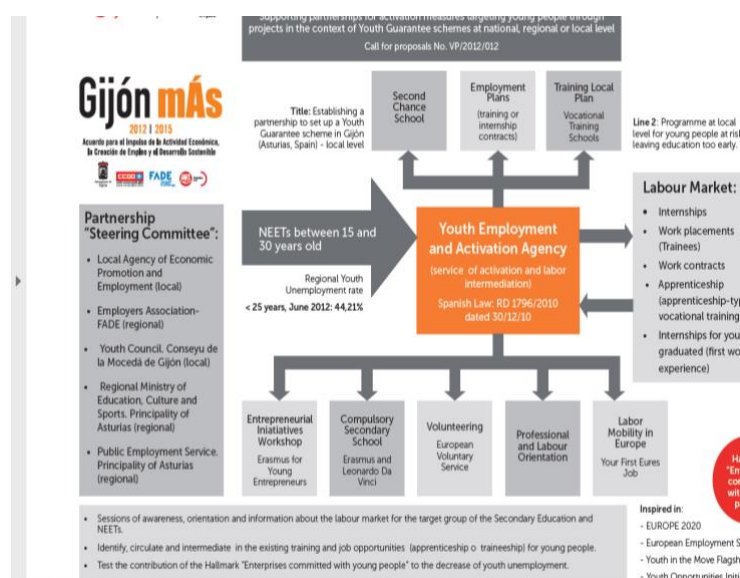 Supporting partnerships for activation measures targeting young people through
projects in the context of Youth Guarantee schemes at national, regional or local level
Call for proposals No. VP/2012/012
Gijón mÁs
2012 | 2015
Acuerdo para el Impulso de la Actividad Económica,
la Creación de Empleo y el Desarrollo Sostenible
CCOO
FADE
Title: Establishing a
partnership to set up a Youth
Guarantee scheme in Gijón
(Asturias, Spain) - local level
Second
Chance
School
Employment
Plans
(training or
internship
contracts)
Training Local
Plan
Vocational
Training
Schools
Line 2: Programme at local
level for young people at ris
leaving education too early.
Partnership
"Steering Committee":
• Local Agency of Economic
Promotion and
Employment (local)
• Employers Association-
FADE (regional)
• Youth Council. Conseyu de
la Mocedá de Gijón (local)
• Regional Ministry of
Education, Culture and
Sports. Principality of
Asturias (regional)
• Public Employment Service.
Principality of Asturias
(regional)
NEETs between 15 and
30 years old
Regional Youth
Unemployment rate
< 25 years, June 2012: 44,21%
Youth Employment
and Activation Agency
(service of activation and labor
intermediation)
Spanish Law: RD 1796/2010
dated 30/12/10
Labour Market:
• Internships
• Work placements
(Trainees)
• Work contracts
• Apprenticeship
(apprenticeship-typ
vocational training
• Internships for you
graduated (first wo
experience)
Entrepreneurial
Iniatiatives
Workshop
Erasmus for
Young
Entrepreneurs
Compulsory
Secondary
School
Erasmus and
Leonardo Da
Vinci
Volunteering
European
Voluntary
Service
Professional
and Labour
Orientation
Labor
Mobility in
Europe
Your First Eures
Job
Ha
"En
co
wit
p
• Sessions of awareness, orientation and information about the labour market for the target group of the Secondary Education and
NEETs.
• Identify, circulate and intermediate in the existing training and job opportunities (apprenticeship o traineeship) for young people.
• Test the contribution of the Hallmark "Enterprises committed with young people" to the decrease of youth unemployment.
Inspired in:
- EUROPE 2020
- European Employment S
- Youth in the Move Flagsh
- Youth Opportunities Initi